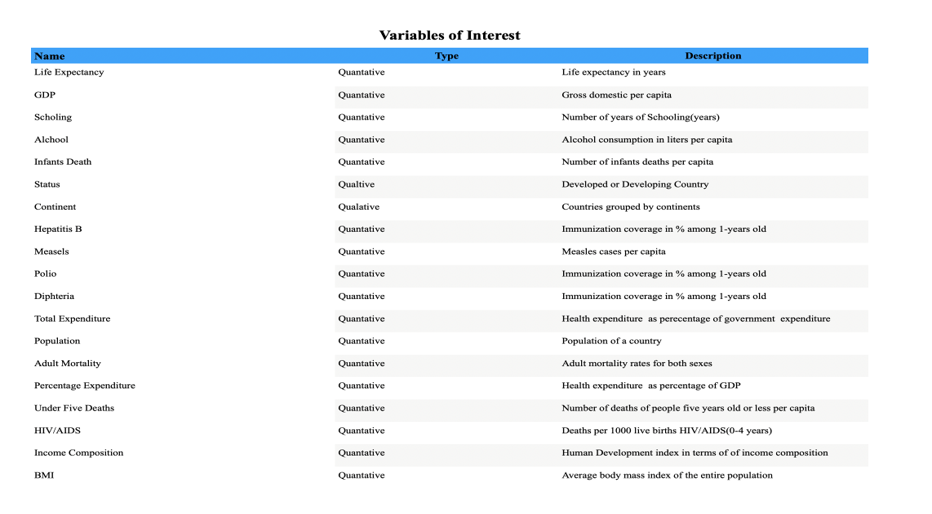 Variables of Interest
Name Type Description
Life Expectancy Quantative Life expectancy in years
GDP Quantative Gross domestic per capita
Scholing Quantative Number of years of Schooling(years)
Alchool Quantative Alcohol consumption in liters per capita
Infants Death Quantative Number of infants deaths per capita
Status Qualtive Developed or Developing Country
Continent Qualative Countries grouped by continents
Hepatitis B Quantative Immunization coverage in % among 1-years old
Measels Quantative Measles cases per capita
Polio Quantative Immunization coverage in % among 1-years old
Diphteria Quantative Immunization coverage in % among 1-years old
Total Expenditure Quantative Health expenditure as perecentage of government expenditure
Population Quantative Population of a country
Adult Mortality Quantative Adult mortality rates for both sexes
Percentage Expenditure Quantative Health expenditure as percentage of GDP
Under Five Deaths Quantative Number of deaths of people five years old or less per capita
HIV/AIDS Quantative Deaths per 1000 live births HIV/AIDS(0-4 years)
Income Composition Quantative Human Development index in terms of of income composition
BMI Quantative Average body mass index of the entire population